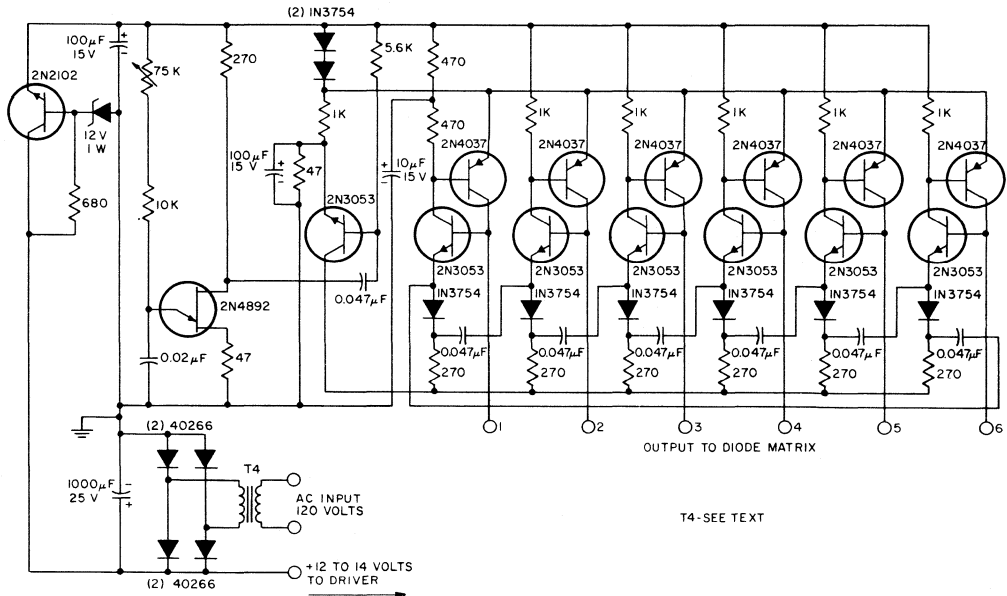 (2) IN3754
100µF
15V
75K
270
5.6K
470
2N2102
12V
1 W
680
10K
1K
470
1K
1K
1K
1K
1K
100µF
15V
47
10µF
15V
2N4037
2N4037
2N4037
2N4037
2N4037
2N4037
2N3053
2N3053
2N3053
2N3053
2N3053
2N3053
2N3053
2N4892
0.047µF
IN3754
IN3754
IN3754
IN3754
IN3754
IN3754
0.02µF
47
0.047µF
0.047µF
0.047µF
0.047µF
0.047µF
0.047µF
270
270
270
270
270
270
1
2
3
4
5
6
OUTPUT TO DIODE MATRIX
(2) 40266
T4
1000µF
25 V
AC INPUT
120 VOLTS
T4-SEE TEXT
+12 TO 14 VOLTS
TO DRIVER
(2) 40266